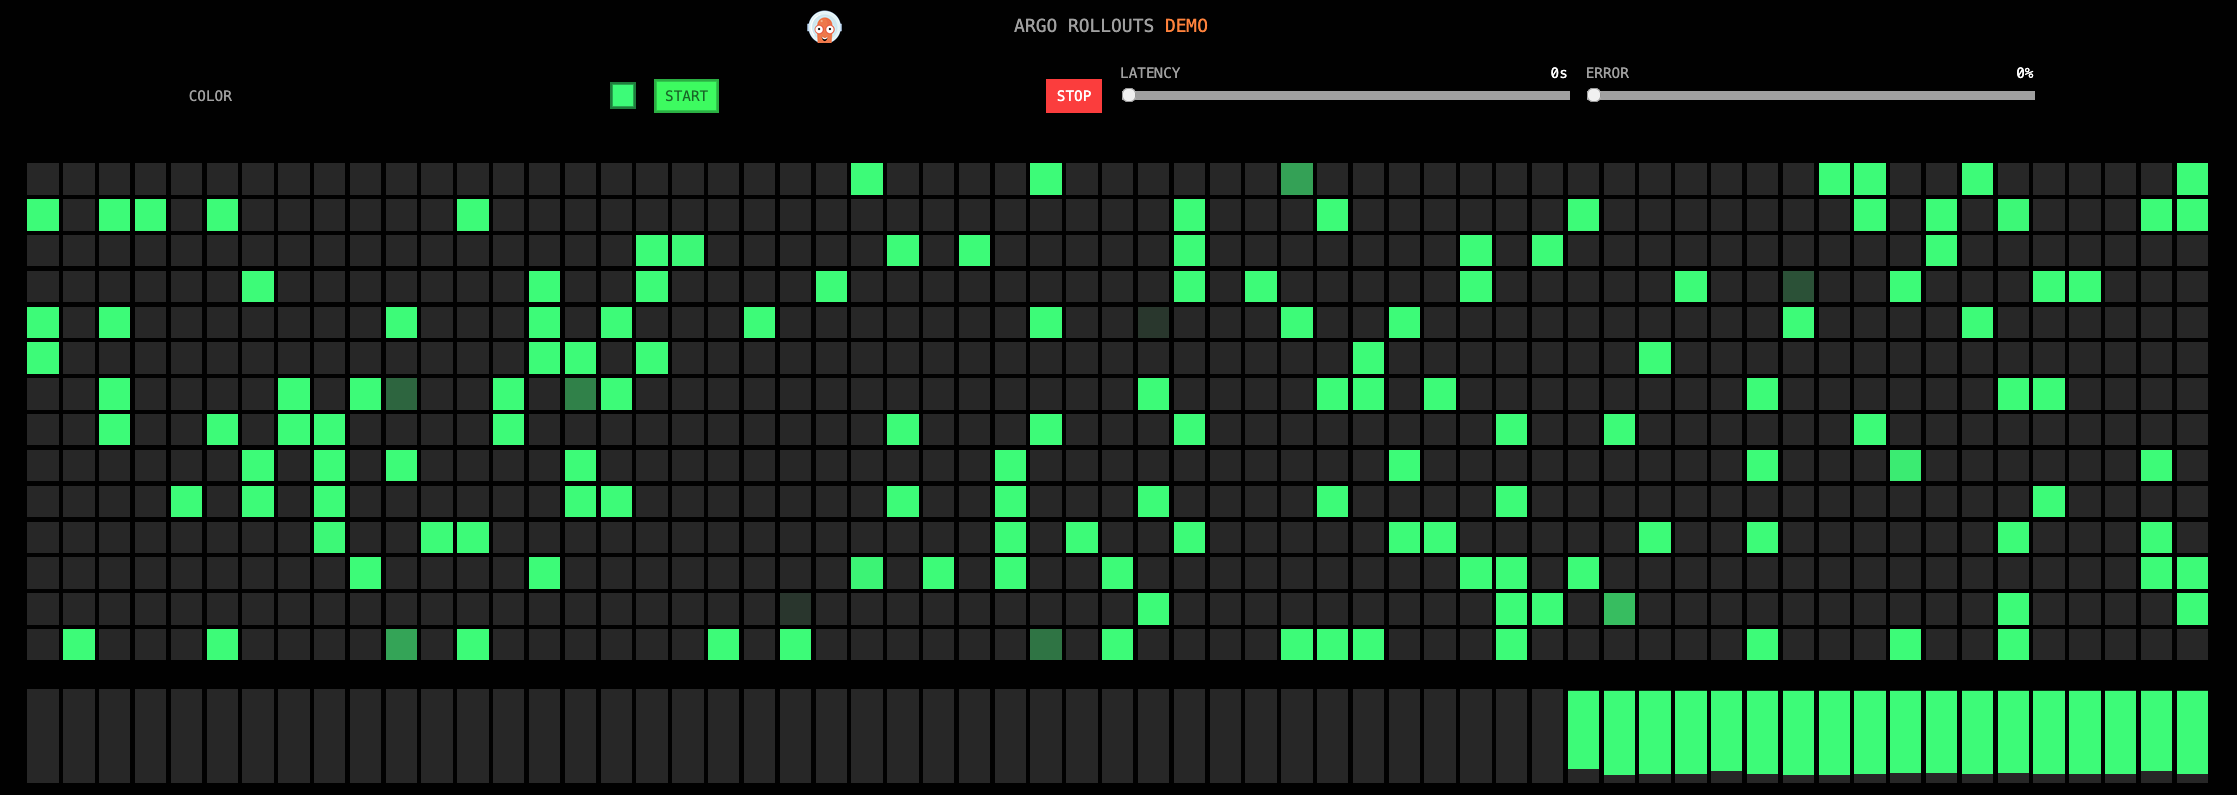 ARGO ROLLOUTS DEMO
COLOR
START
STOP
LATENCY 0s
ERROR 0%